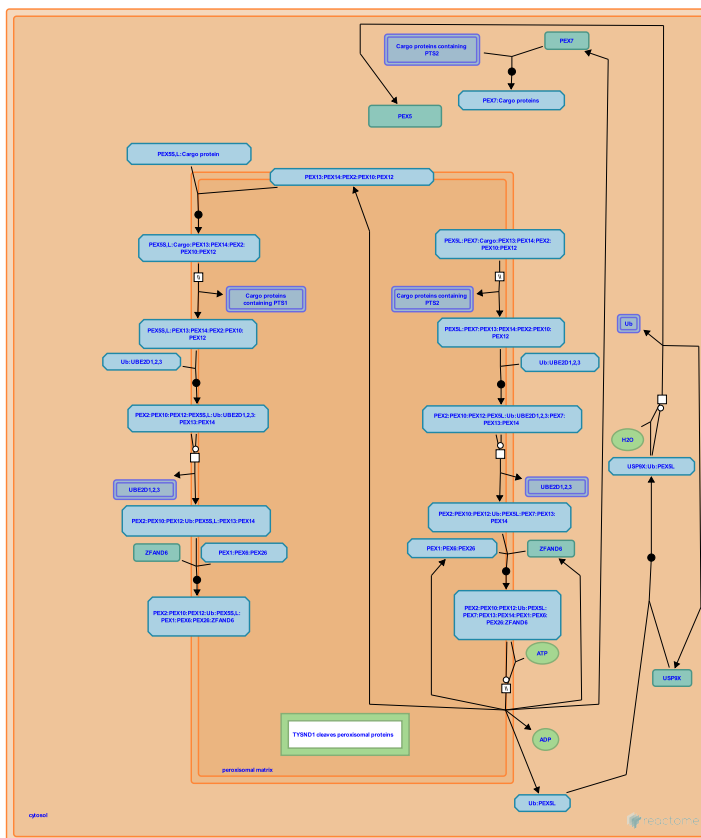 Cargo proteins containing
PTS2
PEX7
PEX7:Cargo proteins
PEX5
PEX5S,L:Cargo protein
PEX13:PEX14:PEX2:PEX10:PEX12
PEX5S,L:Cargo:PEX13:PEX14:PEX2:
PEX10:PEX12
PEX5L:PEX7:Cargo:PEX13:PEX14:PEX2:
PEX10:PEX12
Cargo proteins
containing PTS1
Cargo proteins containing
PTS2
PEX5S,L:PEX13:PEX14:PEX2:PEX10:
PEX12
PEX5L:PEX7:PEX13:PEX14:PEX2:PEX10:
PEX12
Ub
Ub:UBE2D1,2,3
Ub:UBE2D1,2,3
PEX2:PEX10:PEX12:PEX5S,L:Ub:UBE2D1,2,3:
PEX13:PEX14
PEX2:PEX10:PEX12:PEX5L:Ub:UBE2D1,2,3:PEX7:
PEX13:PEX14
H2O
USP9X:Ub:PEX5L
UBE2D1,2,3
UBE2D1,2,3
PEX2:PEX10:PEX12:Ub:PEX5S,L:PEX13:PEX14
PEX2:PEX10:PEX12:Ub:PEX5L:PEX7:PEX13:
PEX14
ZFAND6
PEX1:PEX6:PEX26
PEX1:PEX6:PEX26
ZFAND6
PEX2:PEX10:PEX12:Ub:PEX5S,L:
PEX1:PEX6:PEX26:ZFAND6
PEX2:PEX10:PEX12:Ub:PEX5L:
PEX7:PEX13:PEX14:PEX1:PEX6:
PEX26:ZFAND6
ATP
USP9X
TYSND1 cleaves peroxisomal proteins
ADP
peroxisomal matrix
Ub:PEX5L
cytosol
reactome